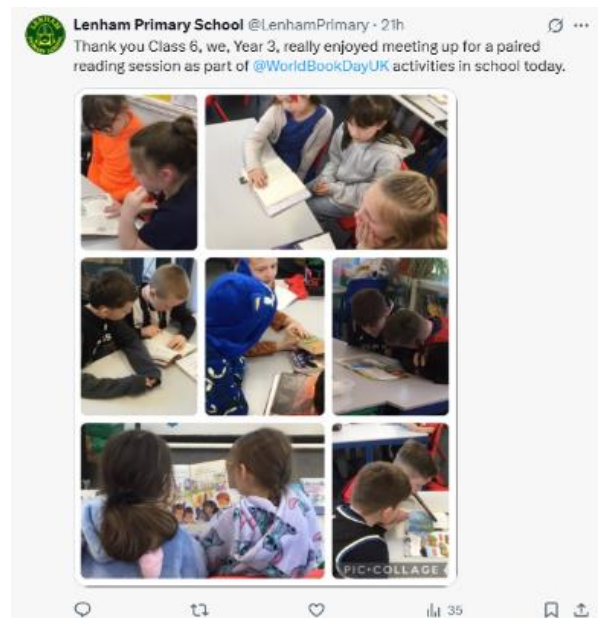 Lenham Primary School @LenhamPrimary · 21h
Thank you Class 6, we, Year 3, really enjoyed meeting up for a paired
reading session as part of @WorldBookDayUK activities in school today.
PIC•COLLAGE
35